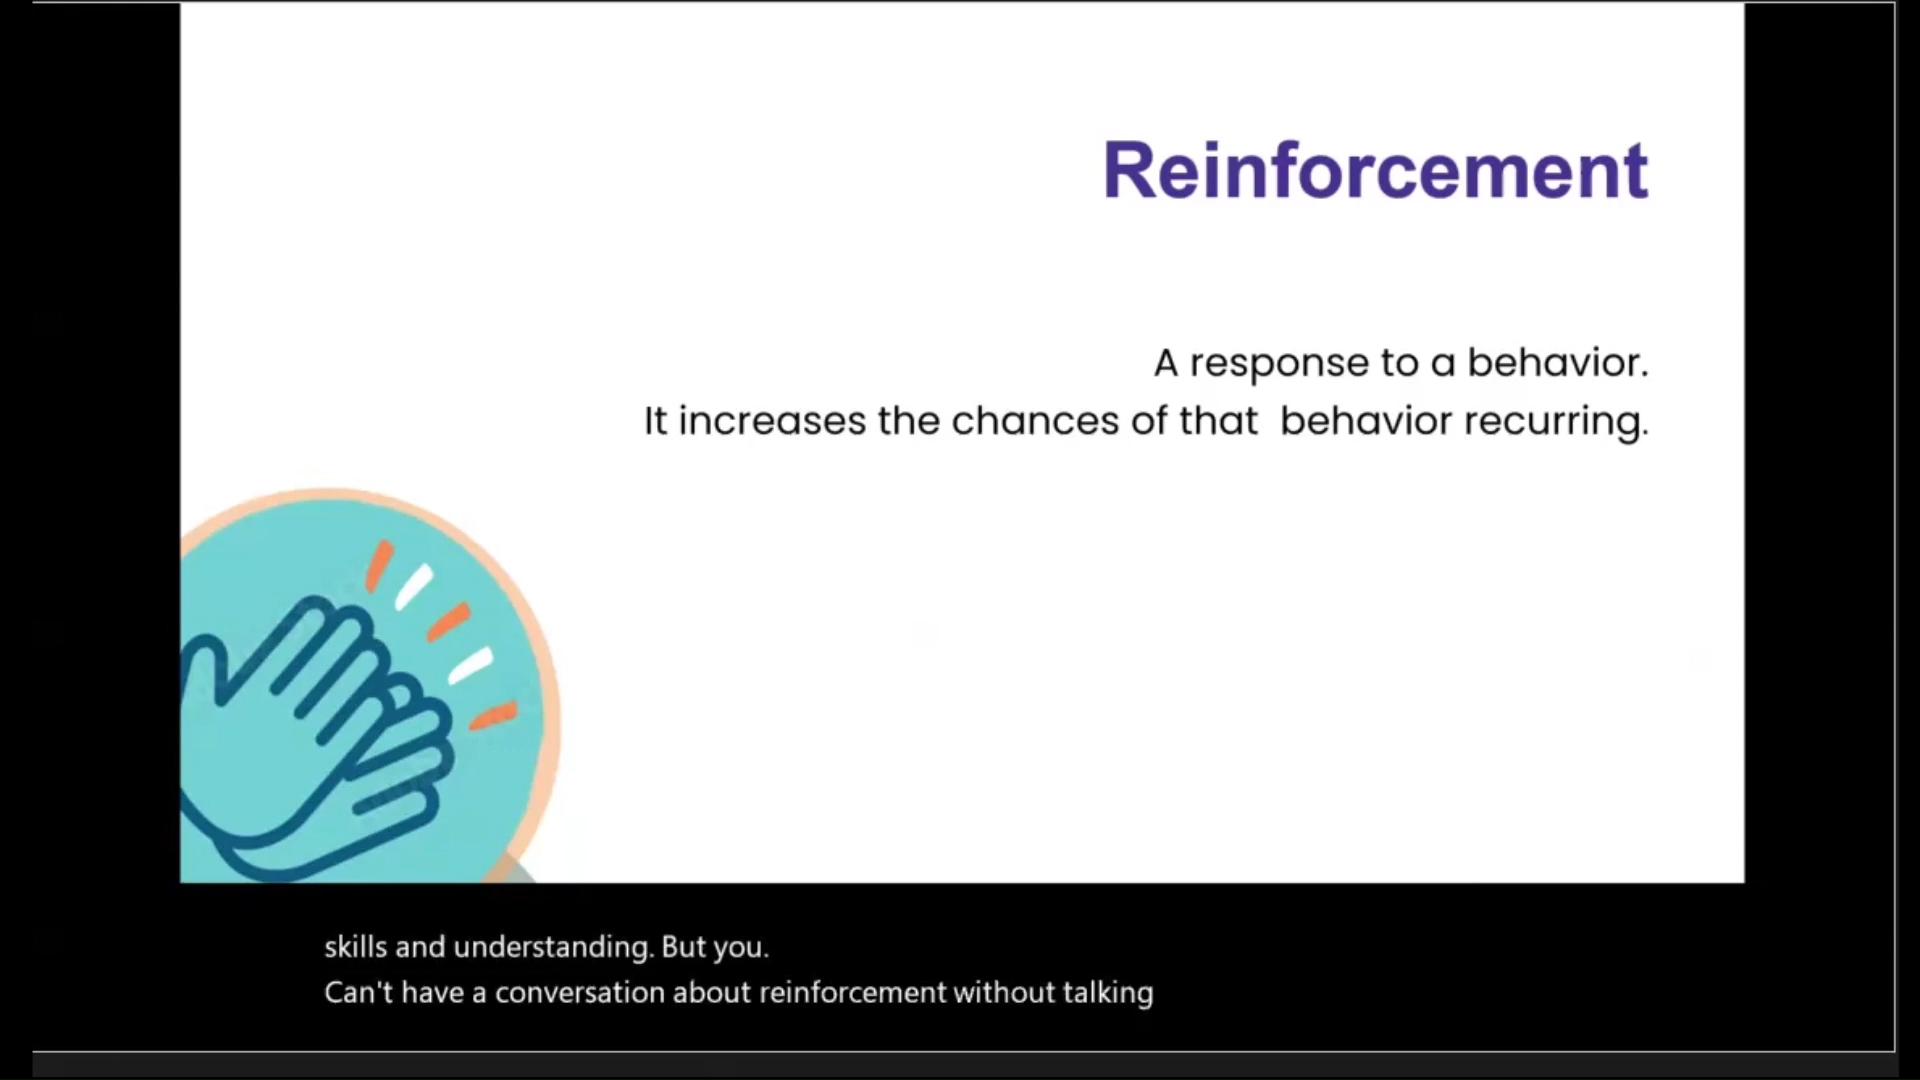 Reinforcement
A response to a behavior.
It increases the chances of that  behavior recurring.
skills and understanding. But you.
Can't have a conversation about reinforcement without talking